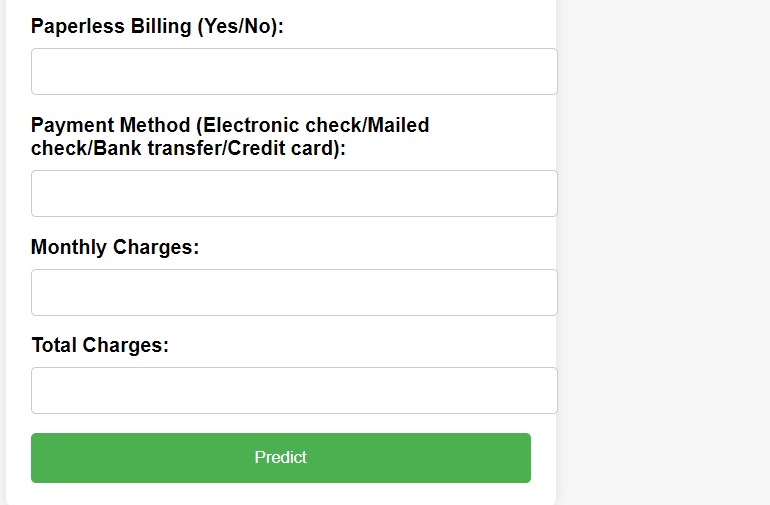 Paperless Billing (Yes/No):
Payment Method (Electronic check/Mailed
check/Bank transfer/Credit card):
Monthly Charges:
Total Charges:
Predict